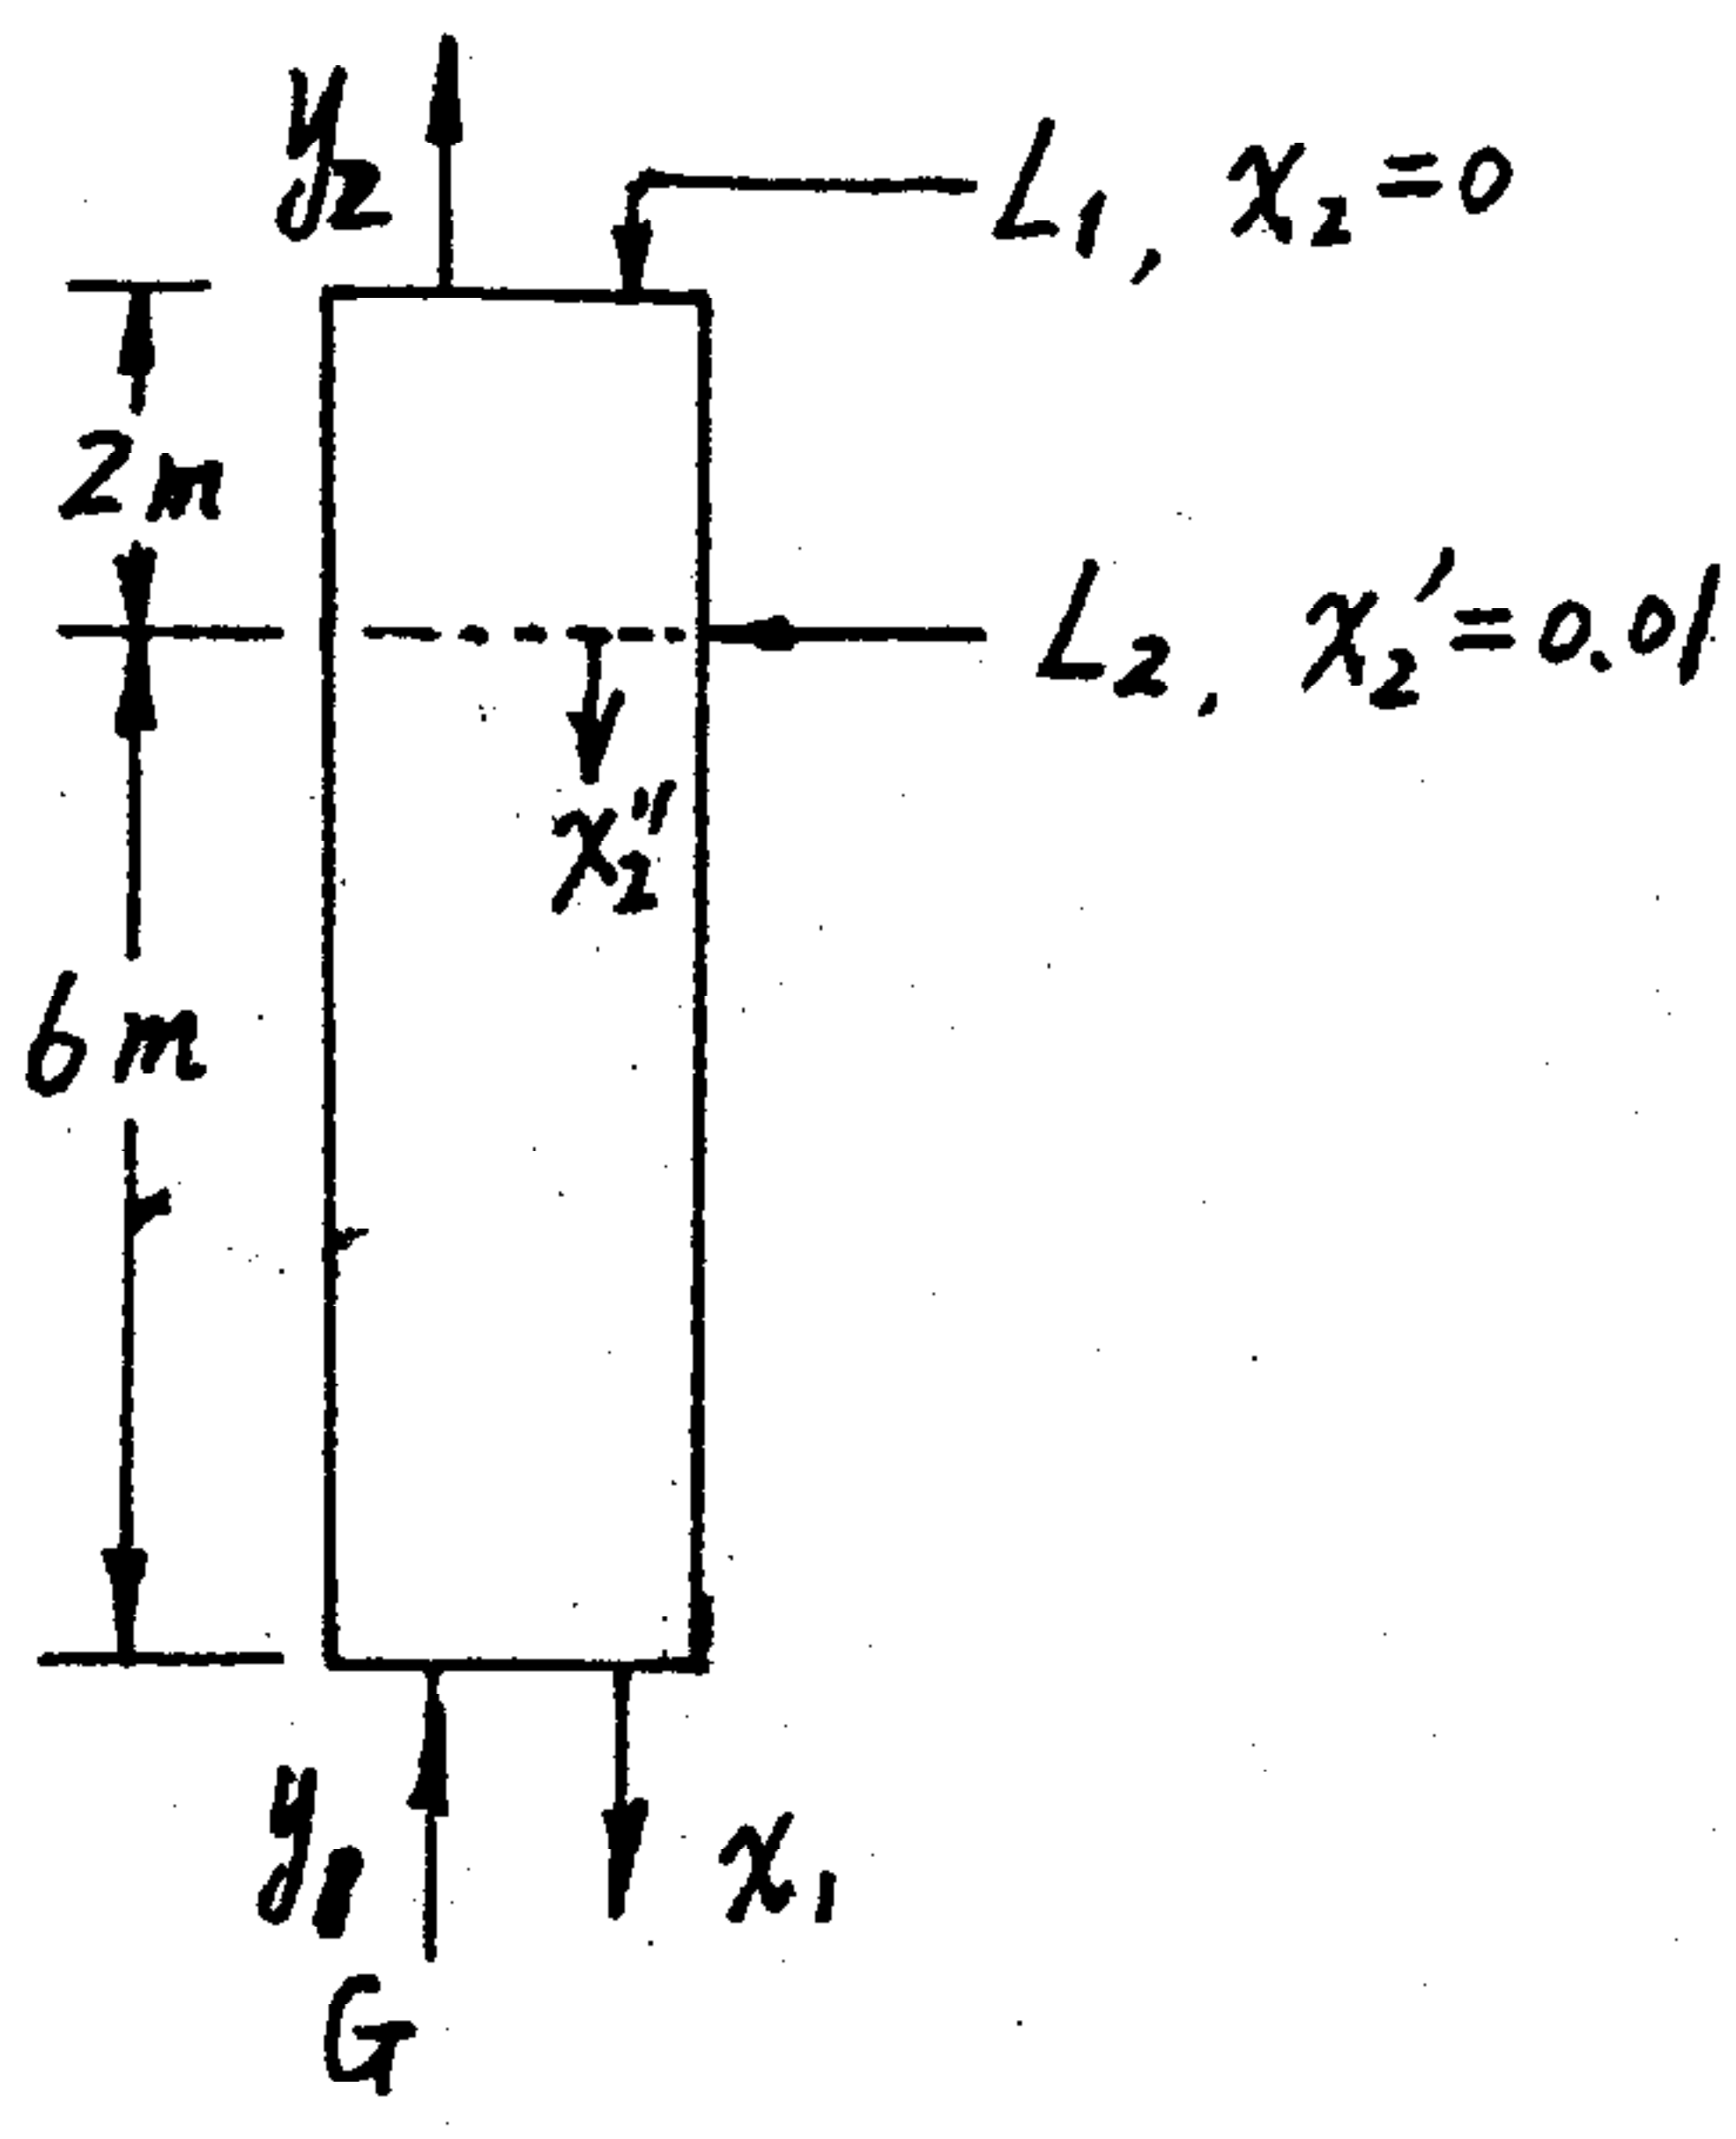 y₂
L₁, x₂=0
2m
L₂, x₂'=0.01
x₂"
6m
y₁
x₁
G